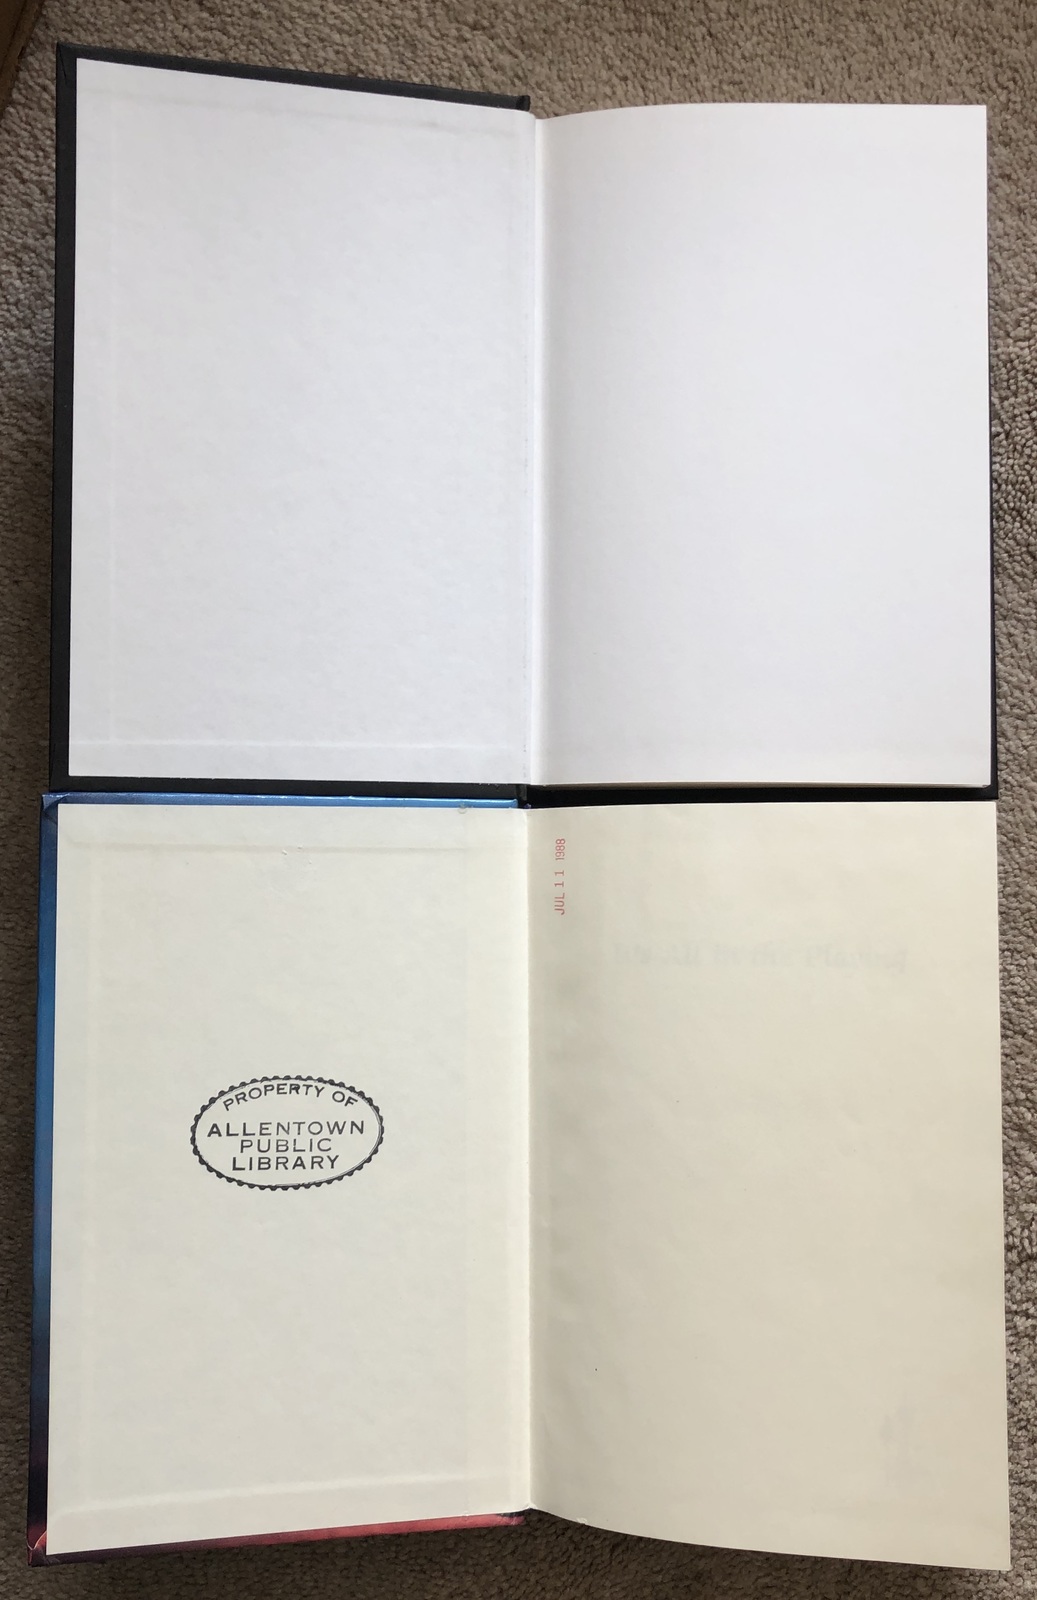 JUL 11 1988
PROPERTY OF
ALLENTOWN
PUBLIC
LIBRARY